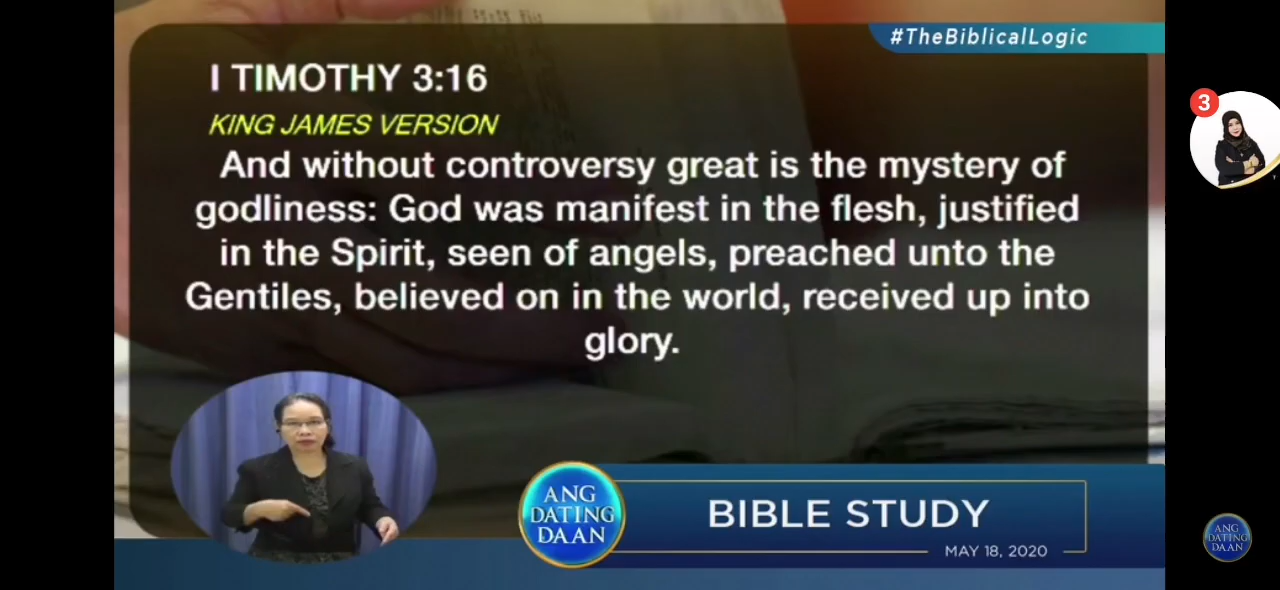 #TheBiblicalLogic
I TIMOTHY 3:16
KING JAMES VERSION
And without controversy great is the mystery of
godliness: God was manifest in the flesh, justified
in the Spirit, seen of angels, preached unto the
Gentiles, believed on in the world, received up into
glory.
3
ANG
DATING
DAAN
BIBLE STUDY
MAY 18, 2020
ANG
DATING
DAAN